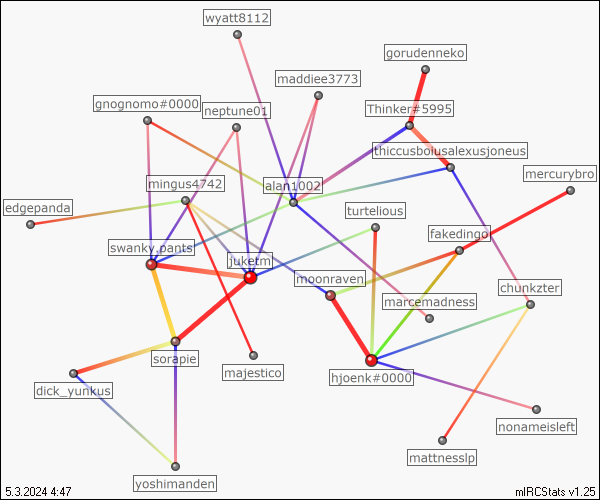 wyatt8112
gorudenneko
maddiee3773
gnognomo#0000
neptune01
Thinker#5995
thiccusboiusalexusjoneus
mercurybro
mingus4742
alan1002
edgepanda
turtelious
fakedingo
swanky.pants
juketm
moonraven
chunkzter
marcemadness
sorapie
majestico
hjoenk#0000
dick_yunkus
nonameisleft
mattnesslp
yoshimanden
5.3.2024 4:47
mIRCStats v1.25